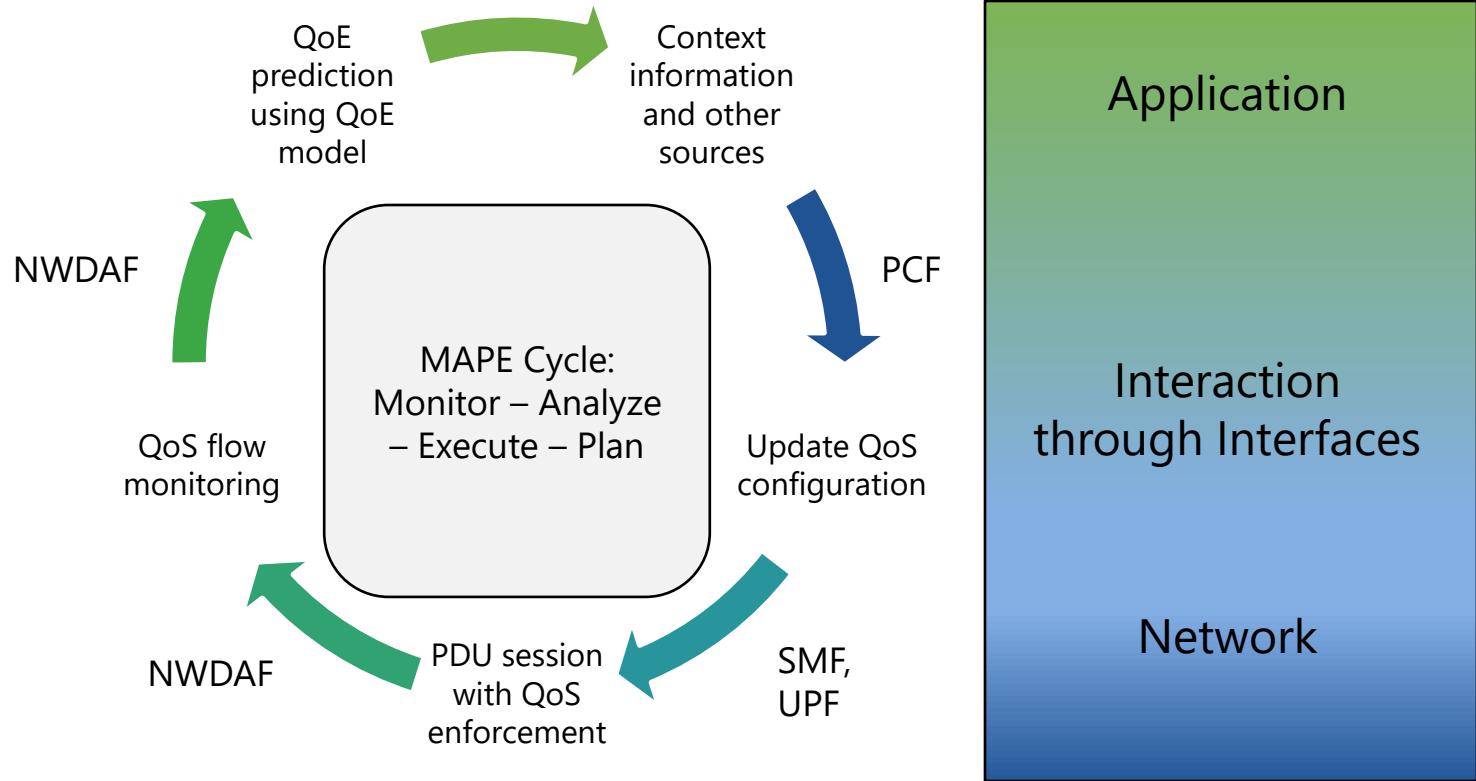 QoE
prediction
using QoE
model
Context
information
and other
sources
NWDAF
PCF
MAPE Cycle:
Monitor – Analyze
– Execute – Plan
QoS flow
monitoring
Update QoS
configuration
NWDAF
PDU session
with QoS
enforcement
SMF,
UPF
Application
Interaction
through Interfaces
Network